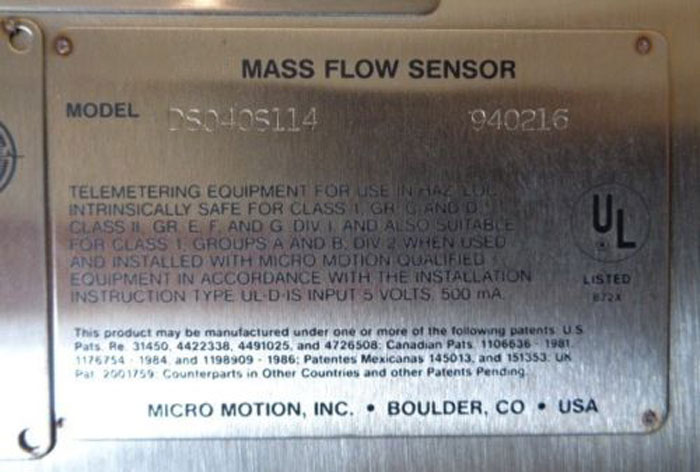 MASS FLOW SENSOR
MODEL DS040S114 940216
TELEMETERING EQUIPMENT FOR USE IN HAZ. LOC.
INTRINSICALLY SAFE FOR CLASS I, GR. C AND D;
CLASS II, GR. E, F, AND G DIV. I, AND ALSO SUITABLE
FOR CLASS 1, GROUPS A AND B, DIV. 2 WHEN USED
AND INSTALLED WITH MICRO MOTION QUALIFIED
EQUIPMENT IN ACCORDANCE WITH THE INSTALLATION
INSTRUCTION TYPE UL-D-IS INPUT 5 VOLTS, 500 mA.
UL
LISTED
872X
This product may be manufactured under one or more of the following patents: U.S.
Pats. Re. 31450, 4422338, 4491025, and 4726508; Canadian Pats. 1106636 - 1981,
1176754 - 1984, and 1198909 - 1986; Patentes Mexicanas 145013, and 151353; UK
Pat. 2001759; Counterparts in Other Countries and other Patents Pending.
MICRO MOTION, INC. • BOULDER, CO • USA